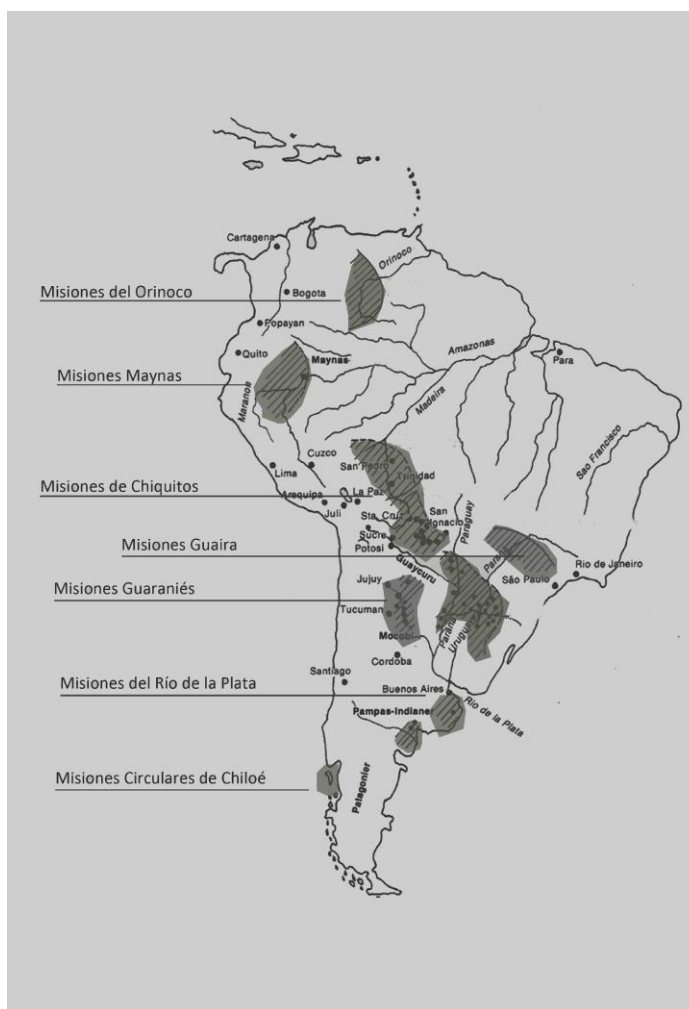 Cartagena
Orinoco
Misiones del Orinoco
Bogota
Popayan
Quito
Maynas
Amazonas
Para
Misiones Maynas
Maranon
Madeira
Sao Francisco
Cuzco
San Pedro
Trinidad
Lima
Misiones de Chiquitos
Arequipa
La Paz
Juli
Sta. Cruz
San
Ignacio
Paraguay
Sucre
Misiones Guaira
Potosi
Guaycuru
Parana
Rio de Janeiro
São Paulo
Jujuy
Misiones Guaraniés
Tucuman
Mocobi
Parana
Uruguay
Cordoba
Santiago
Misiones del Río de la Plata
Buenos Aires
Rio de la Plata
Pampas-Indianer
Misiones Circulares de Chiloé
Patagonier